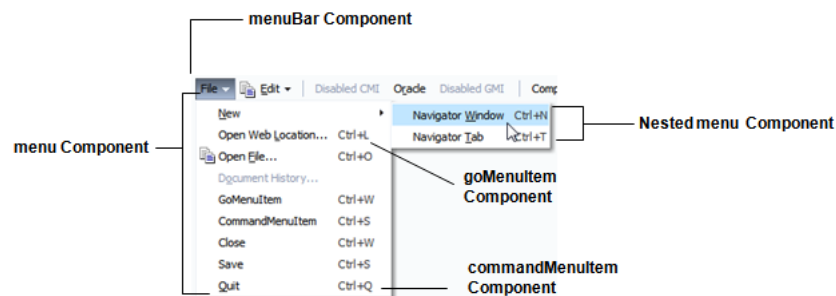 menuBar Component
File Edit Disabled CMI Oracle Disabled GMI Comp
New Navigator Window Ctrl+N
Nested menu Component
Open Web Location... Ctrl+L Navigator Tab Ctrl+T
menu Component
Open File... Ctrl+O
Document History...
goMenuItem
Component
GoMenuItem Ctrl+W
CommandMenuItem Ctrl+S
Close Ctrl+W
Save Ctrl+S
commandMenuItem
Component
Quit Ctrl+Q